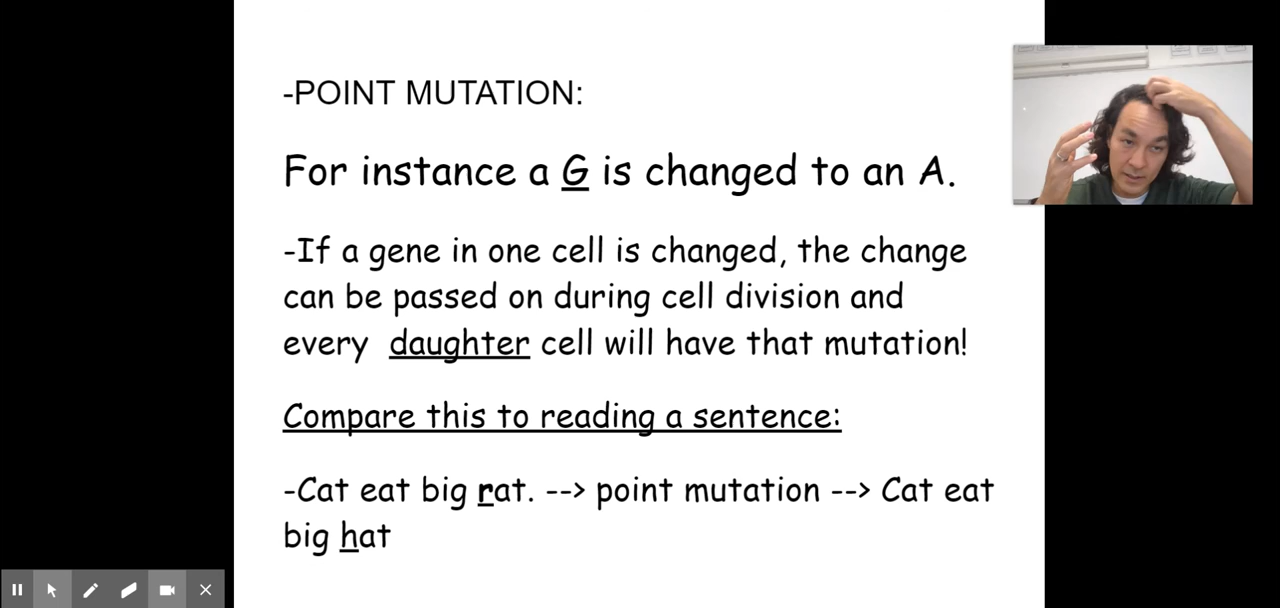 -POINT MUTATION:
For instance a G is changed to an A.
-If a gene in one cell is changed, the change
can be passed on during cell division and
every daughter cell will have that mutation!
Compare this to reading a sentence:
-Cat eat big rat. --> point mutation --> Cat eat
big hat